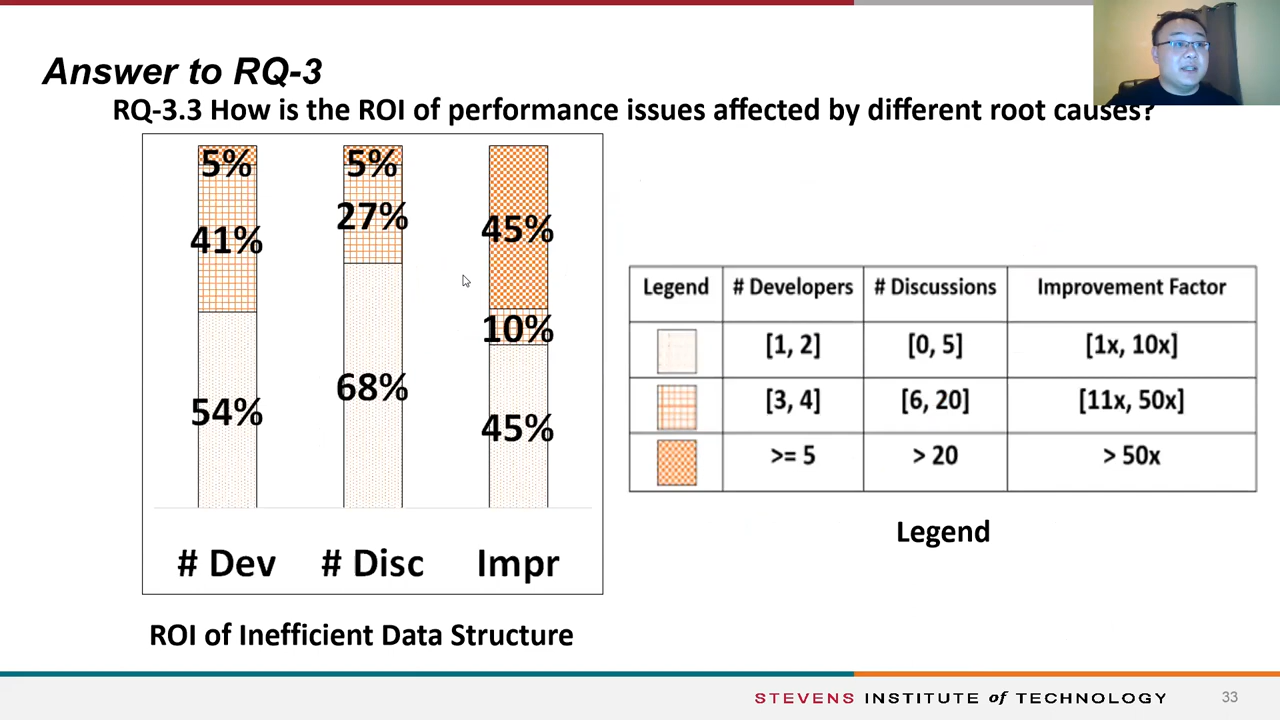 Answer to RQ-3
RQ-3.3 How is the ROI of performance issues affected by different root causes?
5%
41%
54%
5%
27%
68%
45%
10%
45%
# Dev
# Disc
Impr
ROI of Inefficient Data Structure
Legend # Developers # Discussions Improvement Factor
[1, 2] [0, 5] [1x, 10x]
[3, 4] [6, 20] [11x, 50x]
>= 5 > 20 > 50x
Legend
STEVENS INSTITUTE of TECHNOLOGY
33